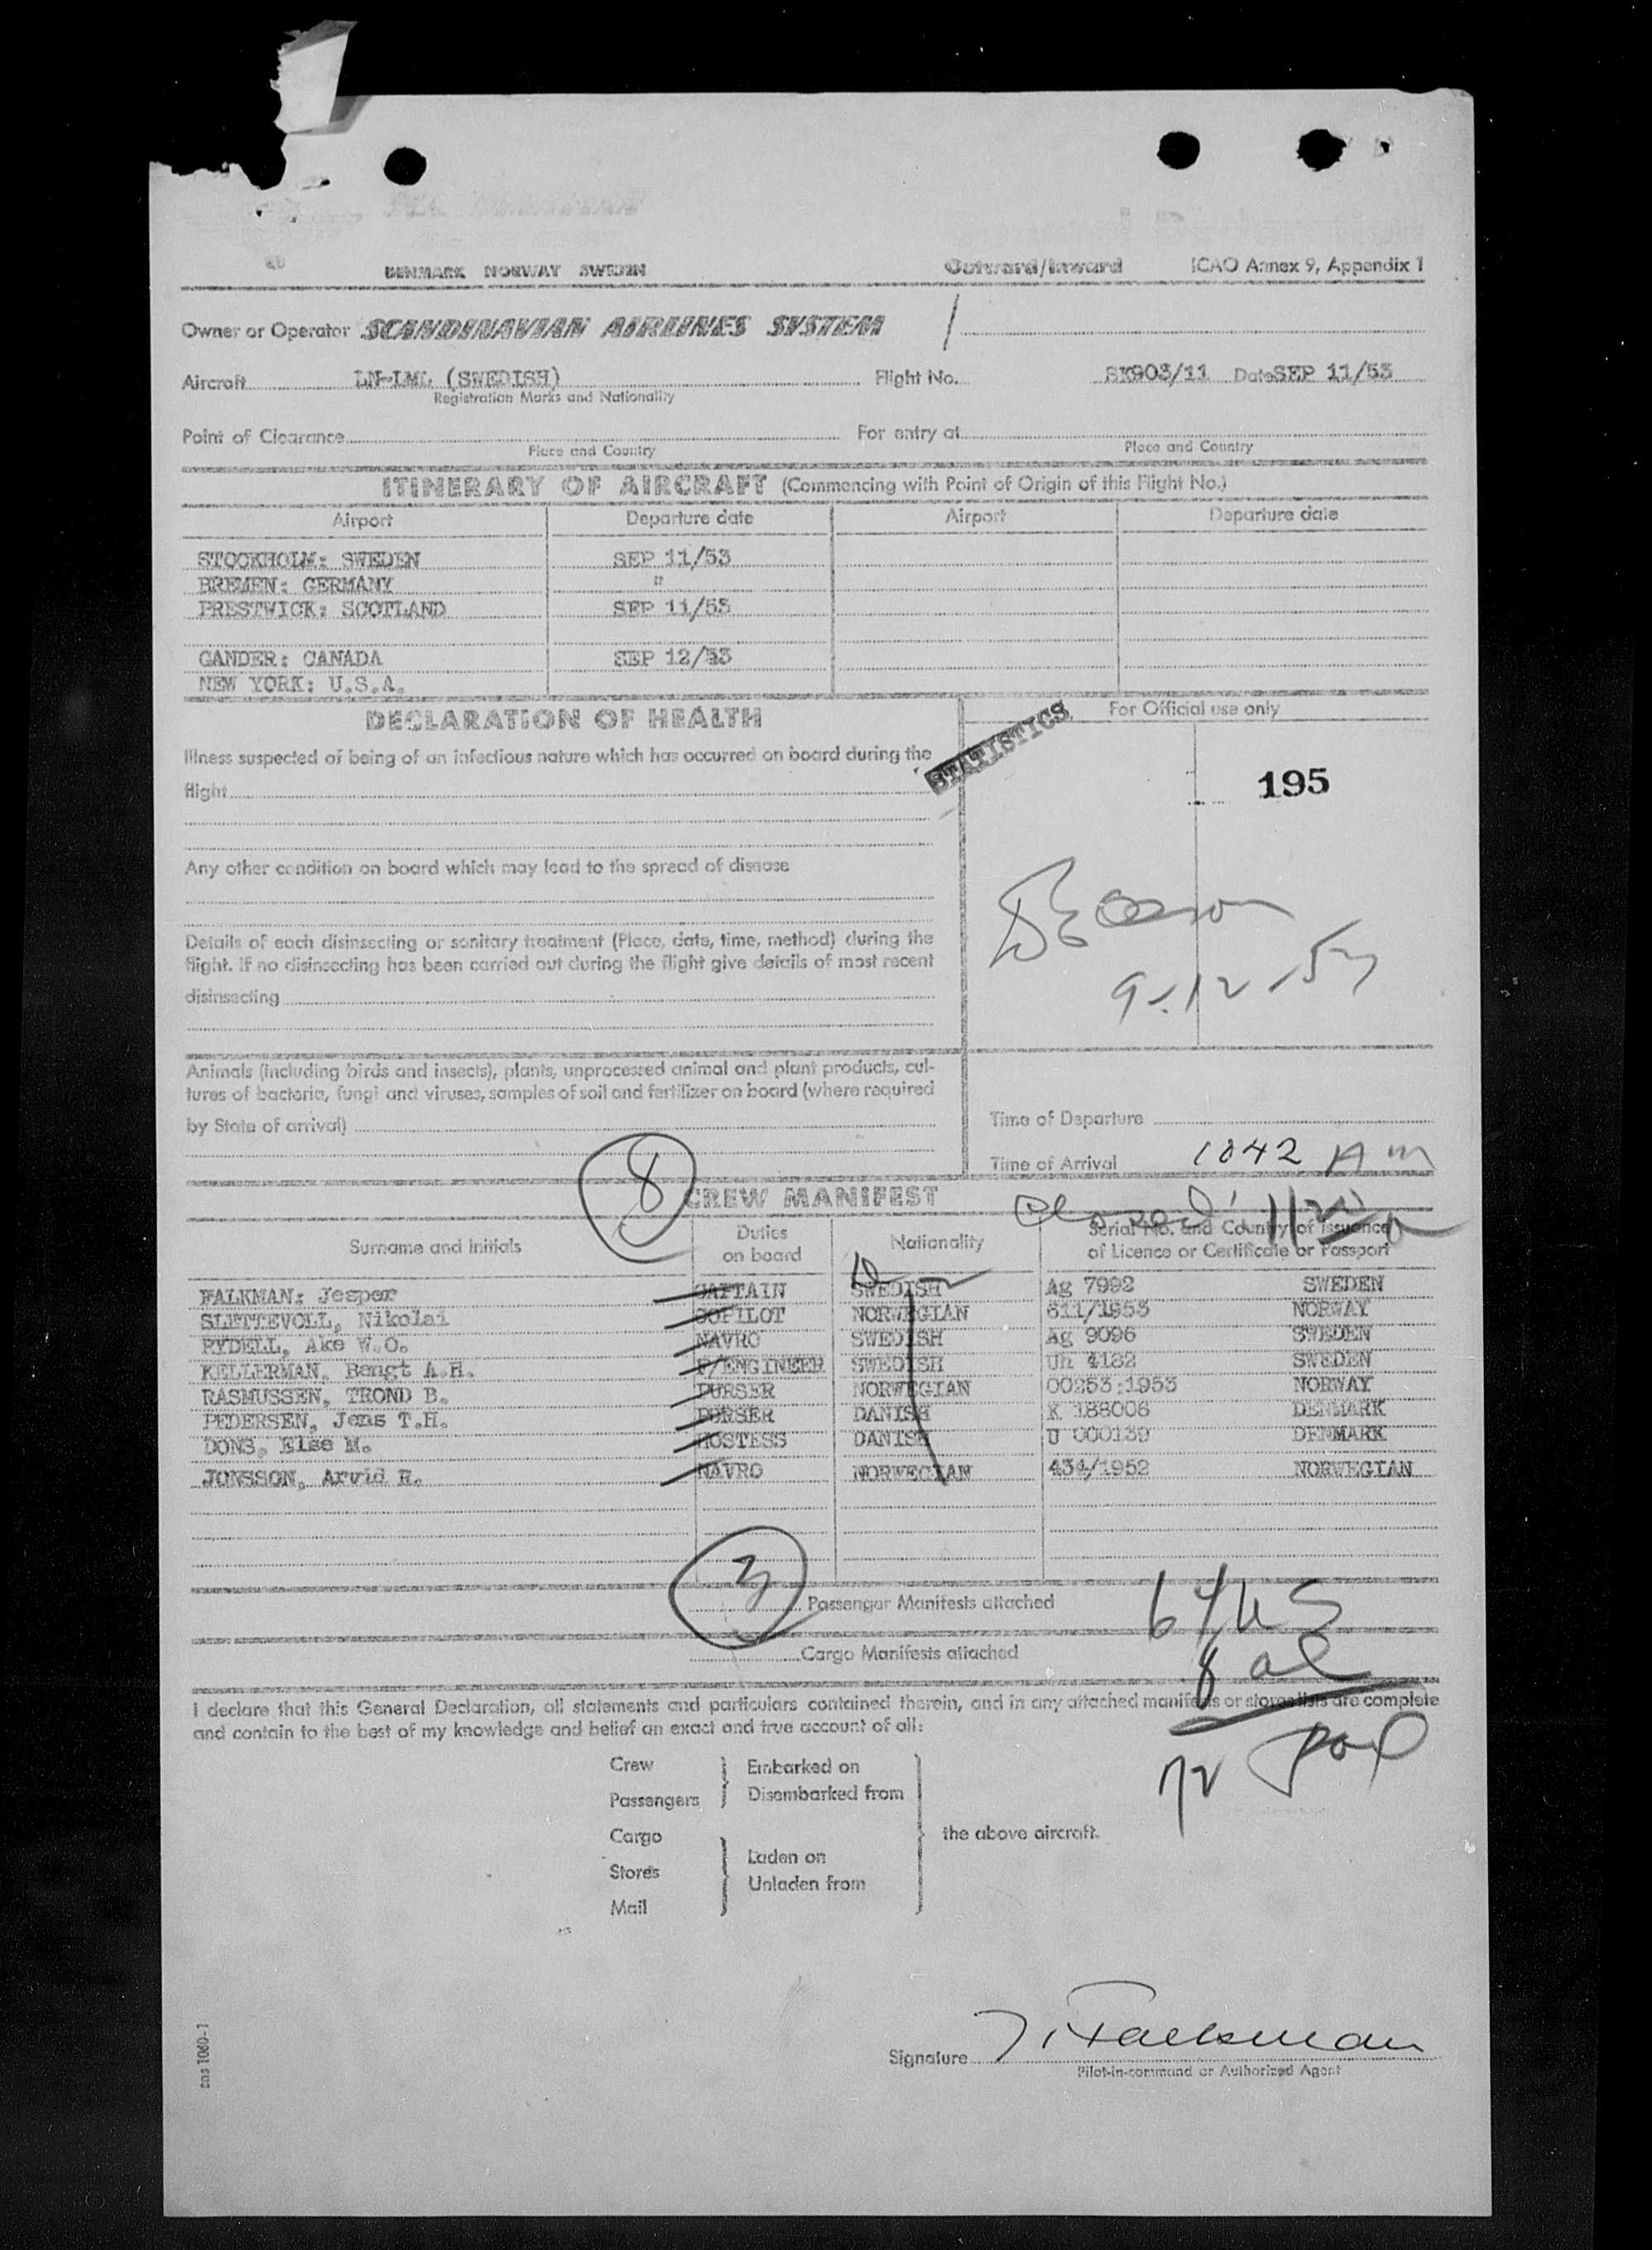 DENMARK NORWAY SWEDEN Outward/Inward ICAO Annex 9, Appendix 1
Owner or Operator SCANDINAVIAN AIRLINES SYSTEM
Aircraft LN-LML (SWEDISH) Flight No. SK903/11 Date SEP 11/53
Registration Marks and Nationality
Point of Clearance For entry at
Place and Country Place and Country
ITINERARY OF AIRCRAFT (Commencing with Point of Origin of this Flight No.)
Airport Departure date Airport Departure date
STOCKHOLM: SWEDEN SEP 11/53
BREMEN: GERMANY "
PRESTWICK: SCOTLAND SEP 11/53
GANDER: CANADA SEP 12/53
NEW YORK: U.S.A.
DECLARATION OF HEALTH
For Official use only
STATISTICS
Illness suspected of being of an infectious nature which has occurred on board during the
flight
195
Any other condition on board which may lead to the spread of disease
Details of each disinsecting or sanitary treatment (Place, date, time, method) during the
flight. If no disinsecting has been carried out during the flight give details of most recent
disinsecting
9-12-53
Animals (including birds and insects), plants, unprocessed animal and plant products, cul-
tures of bacteria, fungi and viruses, samples of soil and fertilizer on board (where required
by State of arrival)
Time of Departure
Time of Arrival 1042 AM
8
CREW MANIFEST
Surname and Initials Duties on board Nationality Serial No. and Country of Issuance
of Licence or Certificate or Passport
FALKMAN: Jesper CAPTAIN SWEDISH Ag 7992 SWEDEN
SLETTEVOLL, Nikolai COPILOT NORWEGIAN 611/1953 NORWAY
RYDELL, Ake W.O. NAVRO SWEDISH Ag 9096 SWEDEN
KELLERMAN, Bengt A.H. F/ENGINEER SWEDISH Uh 4182 SWEDEN
RASMUSSEN, TROND B. PURSER NORWEGIAN 00253:1953 NORWAY
PEDERSEN, Jens T.H. PURSER DANISH K 188006 DENMARK
DONS, Else M. HOSTESS DANISH U 000139 DENMARK
JONSSON, Arvid R. NAVRO NORWEGIAN 434/1952 NORWEGIAN
3
Passenger Manifests attached
Cargo Manifests attached
I declare that this General Declaration, all statements and particulars contained therein, and in any attached manifests or stores lists are complete
and contain to the best of my knowledge and belief an exact and true account of all:
72
Crew Embarked on
Passengers Disembarked from
Cargo the above aircraft.
Laden on
Stores
Unladen from
Mail
Signature J. Falkman
Pilot-in-command or Authorized Agent
sas 1060-1